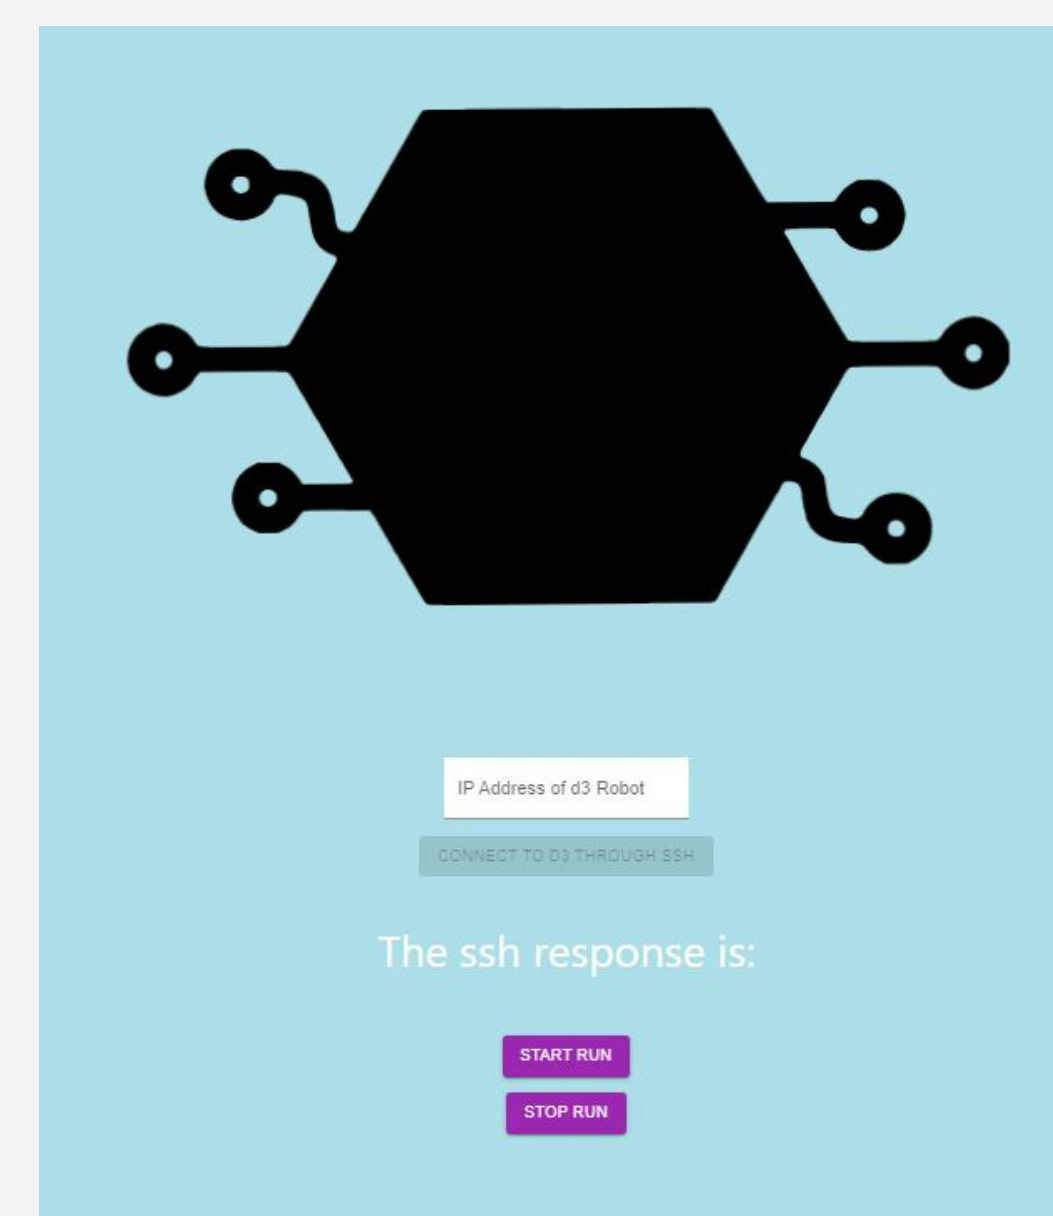 IP Address of d3 Robot
CONNECT TO D3 THROUGH SSH
The ssh response is:
START RUN
STOP RUN